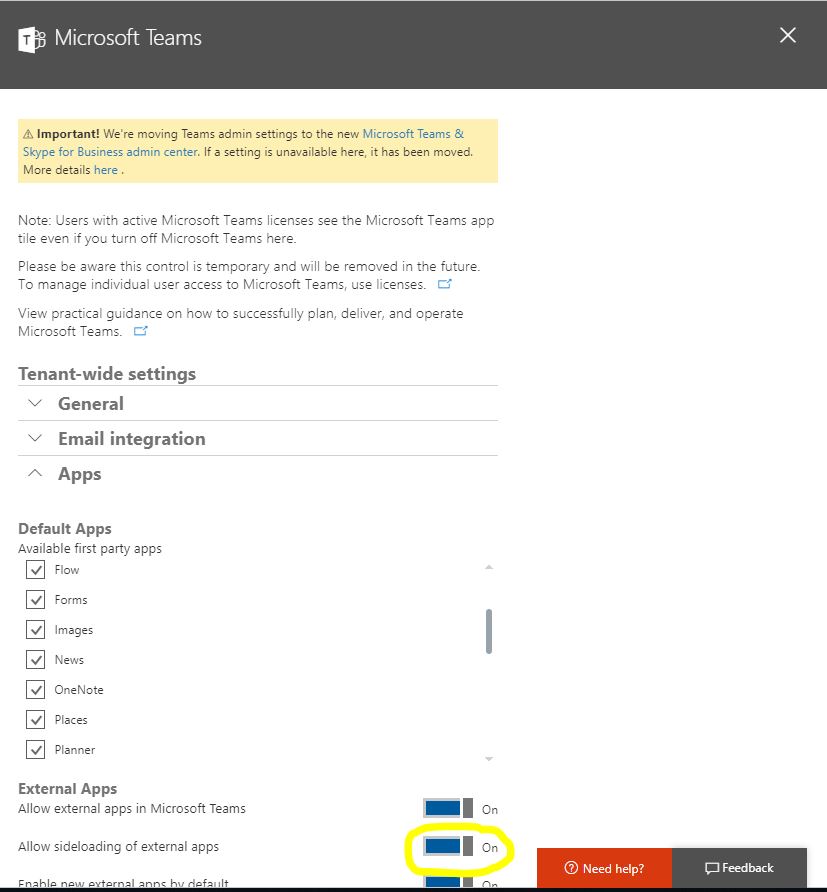 Microsoft Teams
⚠ Important! We're moving Teams admin settings to the new Microsoft Teams &
Skype for Business admin center. If a setting is unavailable here, it has been moved.
More details here .
Note: Users with active Microsoft Teams licenses see the Microsoft Teams app
tile even if you turn off Microsoft Teams here.
Please be aware this control is temporary and will be removed in the future.
To manage individual user access to Microsoft Teams, use licenses.
View practical guidance on how to successfully plan, deliver, and operate
Microsoft Teams.
Tenant-wide settings
General
Email integration
Apps
Default Apps
Available first party apps
Flow
Forms
Images
News
OneNote
Places
Planner
External Apps
Allow external apps in Microsoft Teams On
Allow sideloading of external apps On
Enable new external apps by default On
Need help? Feedback